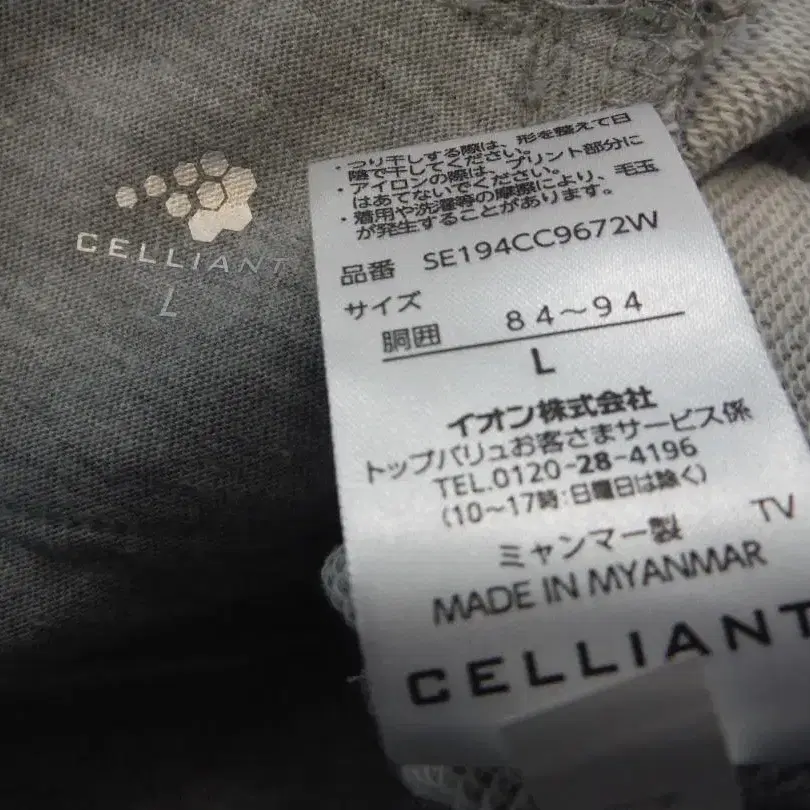 CELLIANT
L
・つり干しする際は、形を整えて日
陰で干してください。
・アイロンの際は、プリント部分に
はあてないでください。
・着用や洗濯等の摩擦により、毛玉
が発生することがあります。
品番 SE194CC9672W
サイズ
胴囲 84~94
L
イオン株式会社
トップバリュお客さまサービス係
TEL.0120-28-4196
(10~17時:日曜日は除く)
ミャンマー製 TV
MADE IN MYANMAR
CELLIANT